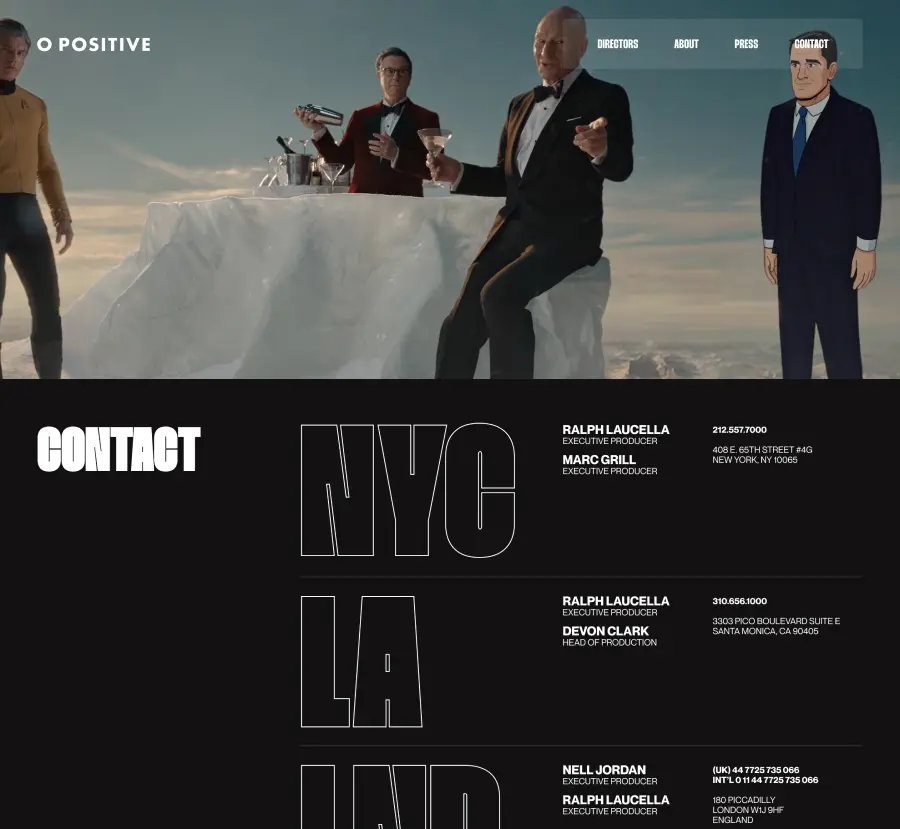 O POSITIVE
DIRECTORS
ABOUT
PRESS
CONTACT
CONTACT
NYC
RALPH LAUCELLA
EXECUTIVE PRODUCER
MARC GRILL
EXECUTIVE PRODUCER
212.557.7000
408 E. 65TH STREET #4G
NEW YORK, NY 10065
LA
RALPH LAUCELLA
EXECUTIVE PRODUCER
DEVON CLARK
HEAD OF PRODUCTION
310.656.1000
3303 PICO BOULEVARD SUITE E
SANTA MONICA, CA 90405
LND
NELL JORDAN
EXECUTIVE PRODUCER
RALPH LAUCELLA
EXECUTIVE PRODUCER
(UK) 44 7725 735 066
INT'L 0 11 44 7725 735 066
180 PICCADILLY
LONDON W1J 9HF
ENGLAND